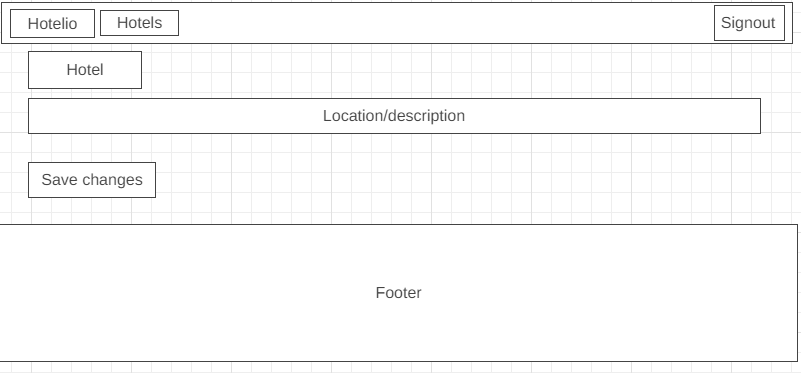 Hotelio
Hotels
Signout
Hotel
Location/description
Save changes
Footer